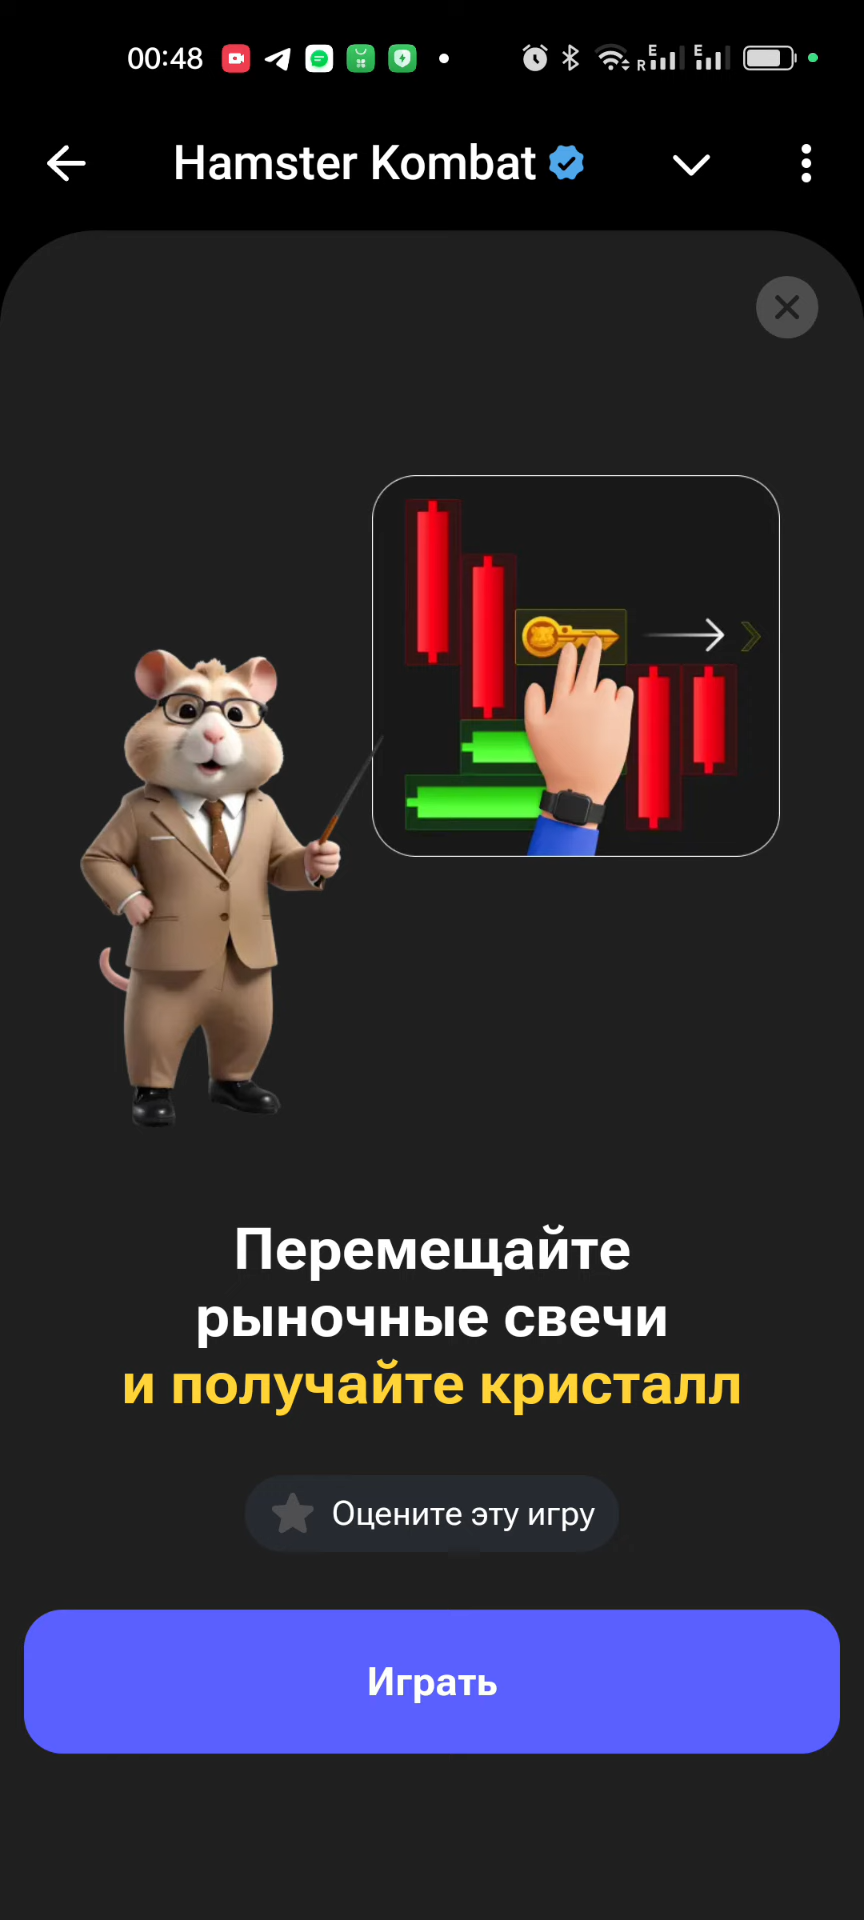 00:48
Hamster Kombat
Перемещайте
рыночные свечи
и получайте кристалл
Оцените эту игру
Играть